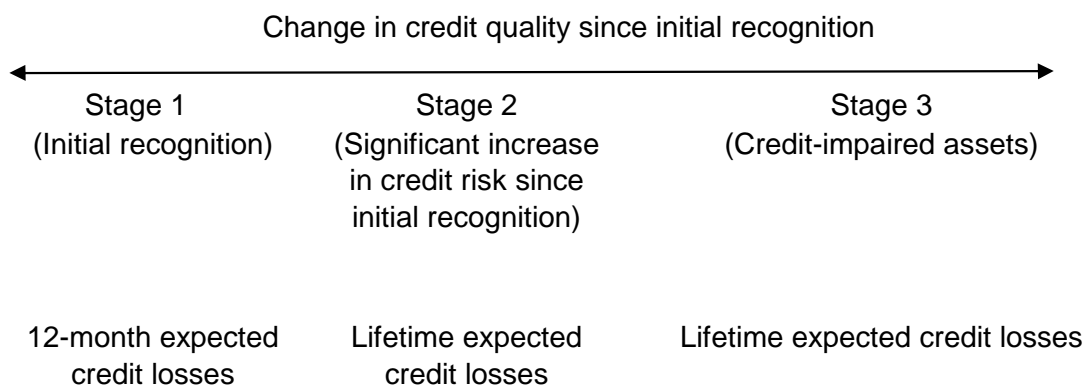 Change in credit quality since initial recognition
Stage 1
(Initial recognition)
Stage 2
(Significant increase
in credit risk since
initial recognition)
Stage 3
(Credit-impaired assets)
12-month expected
credit losses
Lifetime expected
credit losses
Lifetime expected credit losses